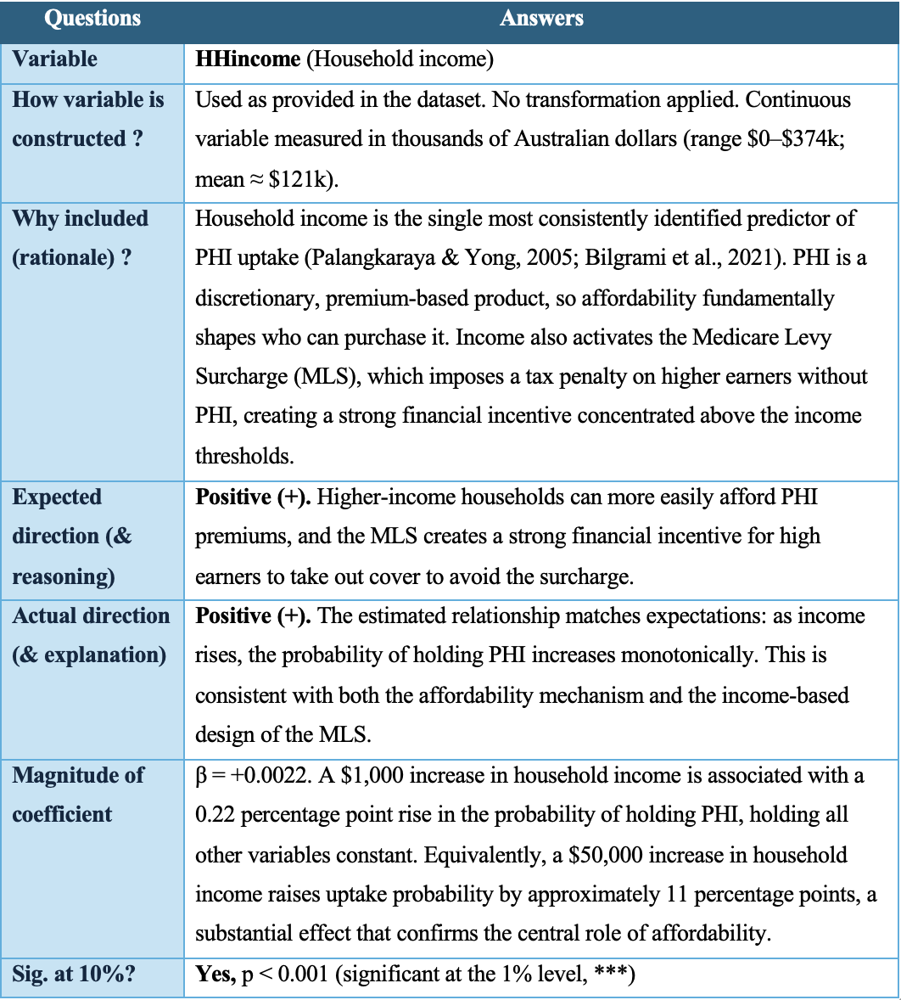 Questions Answers
Variable HHincome (Household income)
How variable is constructed ? Used as provided in the dataset. No transformation applied. Continuous
variable measured in thousands of Australian dollars (range $0–$374k;
mean ≈ $121k).
Why included (rationale) ? Household income is the single most consistently identified predictor of
PHI uptake (Palangkaraya & Yong, 2005; Bilgrami et al., 2021). PHI is a
discretionary, premium-based product, so affordability fundamentally
shapes who can purchase it. Income also activates the Medicare Levy
Surcharge (MLS), which imposes a tax penalty on higher earners without
PHI, creating a strong financial incentive concentrated above the income
thresholds.
Expected direction (& reasoning) Positive (+). Higher-income households can more easily afford PHI
premiums, and the MLS creates a strong financial incentive for high
earners to take out cover to avoid the surcharge.
Actual direction (& explanation) Positive (+). The estimated relationship matches expectations: as income
rises, the probability of holding PHI increases monotonically. This is
consistent with both the affordability mechanism and the income-based
design of the MLS.
Magnitude of coefficient β = +0.0022. A $1,000 increase in household income is associated with a
0.22 percentage point rise in the probability of holding PHI, holding all
other variables constant. Equivalently, a $50,000 increase in household
income raises uptake probability by approximately 11 percentage points, a
substantial effect that confirms the central role of affordability.
Sig. at 10%? Yes, p < 0.001 (significant at the 1% level, ***)